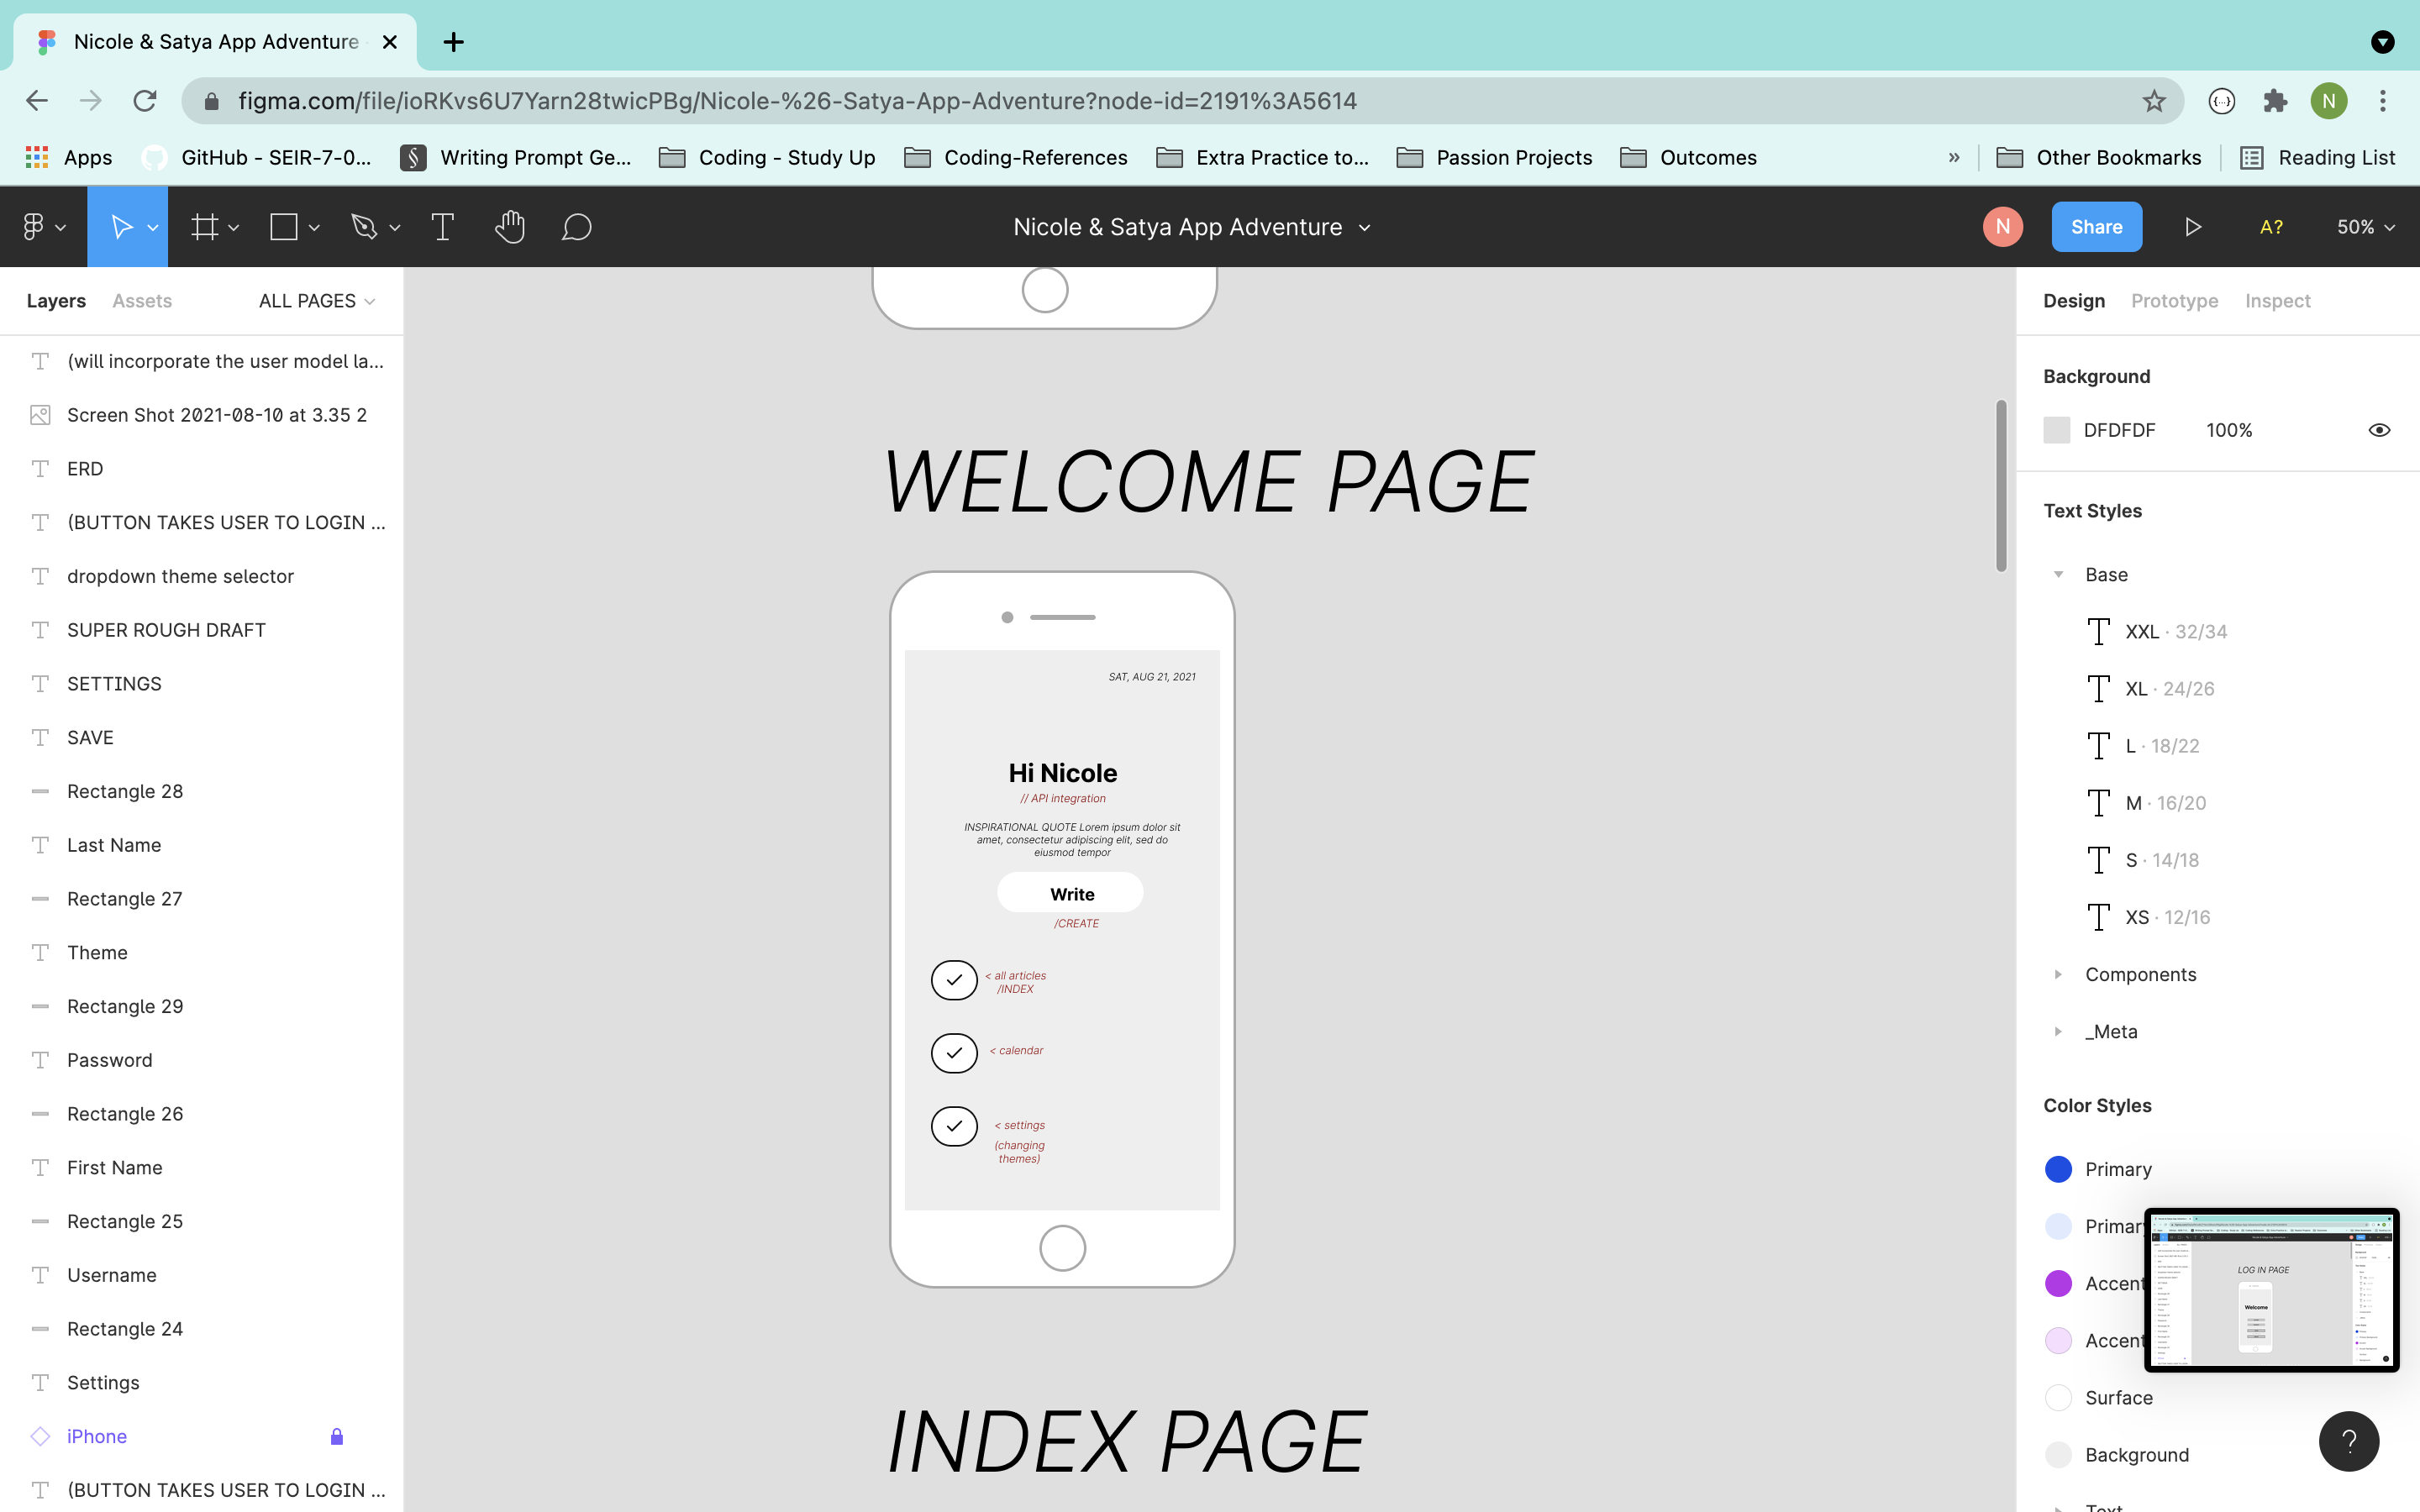 Nicole & Satya App Adventure
figma.com/file/ioRKvs6U7Yarn28twicPBg/Nicole-%26-Satya-App-Adventure?node-id=2191%3A5614
N
Apps
GitHub - SEIR-7-0...
Writing Prompt Ge...
Coding - Study Up
Coding-References
Extra Practice to...
Passion Projects
Outcomes
»
Other Bookmarks
Reading List
Nicole & Satya App Adventure
N
Share
A?
50%
Layers
Assets
ALL PAGES
(will incorporate the user model la...
Screen Shot 2021-08-10 at 3.35 2
ERD
(BUTTON TAKES USER TO LOGIN ...
dropdown theme selector
SUPER ROUGH DRAFT
SETTINGS
SAVE
Rectangle 28
Last Name
Rectangle 27
Theme
Rectangle 29
Password
Rectangle 26
First Name
Rectangle 25
Username
Rectangle 24
Settings
iPhone
(BUTTON TAKES USER TO LOGIN ...
WELCOME PAGE
SAT, AUG 21, 2021
Hi Nicole
// API integration
INSPIRATIONAL QUOTE Lorem ipsum dolor sit
amet, consectetur adipiscing elit, sed do
eiusmod tempor
Write
/CREATE
< all articles
/INDEX
< calendar
< settings
(changing
themes)
INDEX PAGE
Design
Prototype
Inspect
Background
DFDFDF
100%
Text Styles
Base
XXL · 32/34
XL · 24/26
L · 18/22
M · 16/20
S · 14/18
XS · 12/16
Components
_Meta
Color Styles
Primary
Primar
Accent
Accent
Surface
Background
Text
LOG IN PAGE
Welcome
?